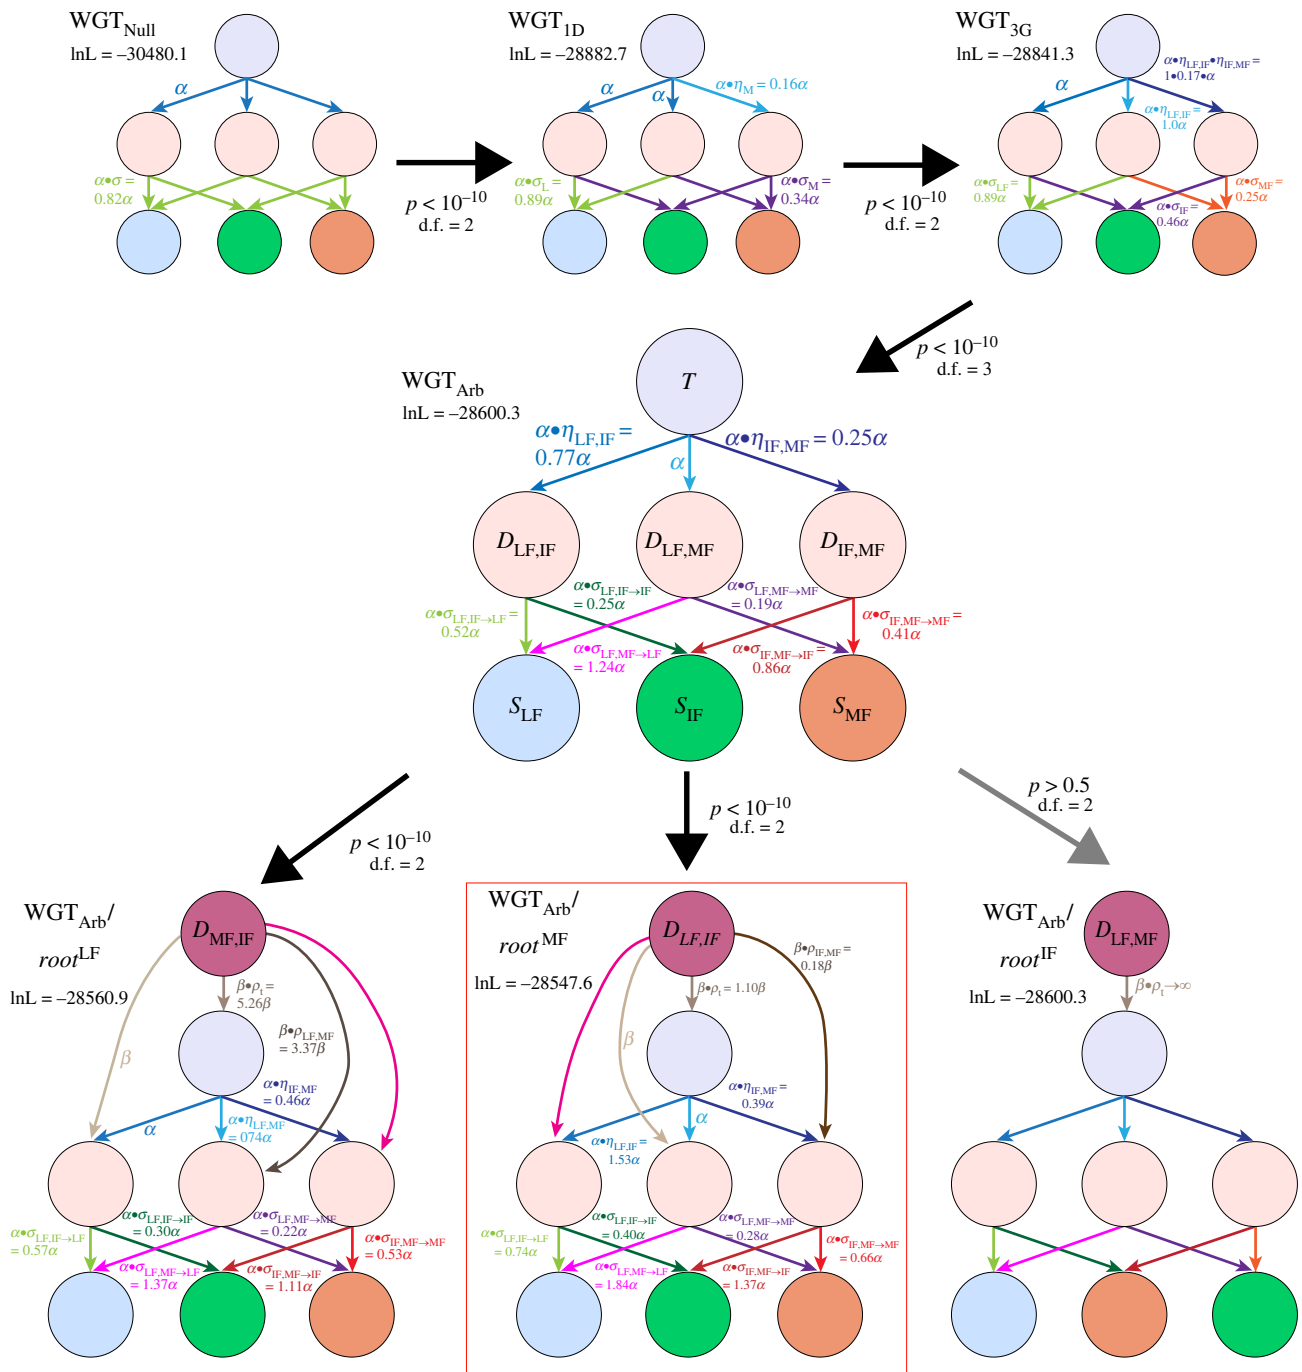 WGT_Null
lnL = –30480.1
α
α•σ =
0.82α
p < 10^–10
d.f. = 2
WGT_1D
lnL = –28882.7
α
α
α•η_M = 0.16α
α•σ_L =
0.89α
α•σ_M =
0.34α
p < 10^–10
d.f. = 2
WGT_3G
lnL = –28841.3
α•η_LF,IF•η_IF,MF =
1•0.17•α
α
α•η_LF,IF =
1.0α
α•σ_LF =
0.89α
α•σ_IF =
0.46α
α•σ_MF =
0.25α
p < 10^–10
d.f. = 3
WGT_Arb
lnL = –28600.3
T
α•η_LF,IF =
0.77α
α
α•η_IF,MF = 0.25α
D_LF,IF
D_LF,MF
D_IF,MF
α•σ_LF,IF→LF =
0.52α
α•σ_LF,IF→IF
= 0.25α
α•σ_LF,MF→LF
= 1.24α
α•σ_LF,MF→MF
= 0.19α
α•σ_IF,MF→IF =
0.86α
α•σ_IF,MF→MF =
0.41α
S_LF
S_IF
S_MF
p < 10^–10
d.f. = 2
p < 10^–10
d.f. = 2
p > 0.5
d.f. = 2
WGT_Arb/
root^LF
lnL = –28560.9
D_MF,IF
β•ρ_t =
5.26β
β
β•ρ_LF,MF
= 3.37β
α•η_IF,MF
= 0.46α
α
α•η_LF,MF
= 074α
α•σ_LF,IF→LF
= 0.57α
α•σ_LF,IF→IF
= 0.30α
α•σ_LF,MF→LF
= 1.37α
α•σ_LF,MF→MF
= 0.22α
α•σ_IF,MF→IF
= 1.11α
α•σ_IF,MF→MF
= 0.53α
WGT_Arb/
root^MF
lnL = –28547.6
D_LF,IF
β•ρ_IF,MF =
0.18β
β•ρ_t = 1.10β
β
α•η_IF,MF =
0.39α
α
α•η_LF,IF =
1.53α
α•σ_LF,IF→LF
= 0.74α
α•σ_LF,IF→IF
= 0.40α
α•σ_LF,MF→LF
= 1.84α
α•σ_LF,MF→MF
= 0.28α
α•σ_IF,MF→IF
= 1.37α
α•σ_IF,MF→MF
= 0.66α
WGT_Arb/
root^IF
lnL = –28600.3
D_LF,MF
β•ρ_t→∞